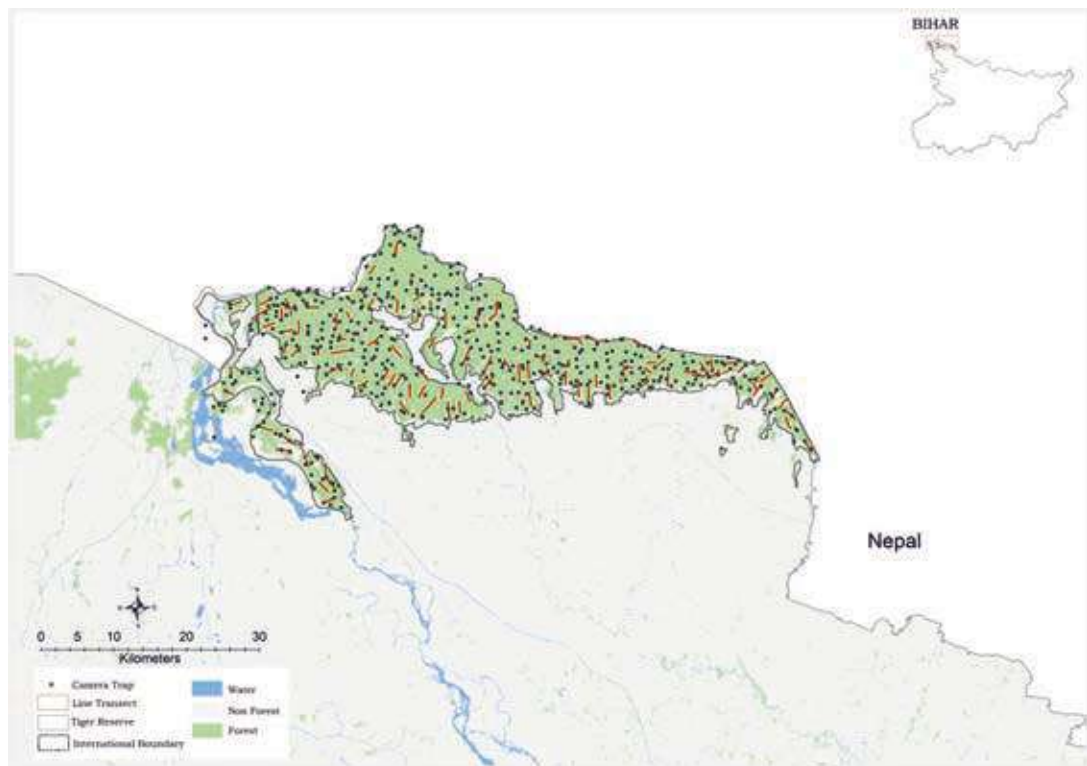 BIHAR
Nepal
0 5 10 20 30
Kilometers
Camera Trap
Line Transect
Tiger Reserve
International Boundary
Water
Non Forest
Forest